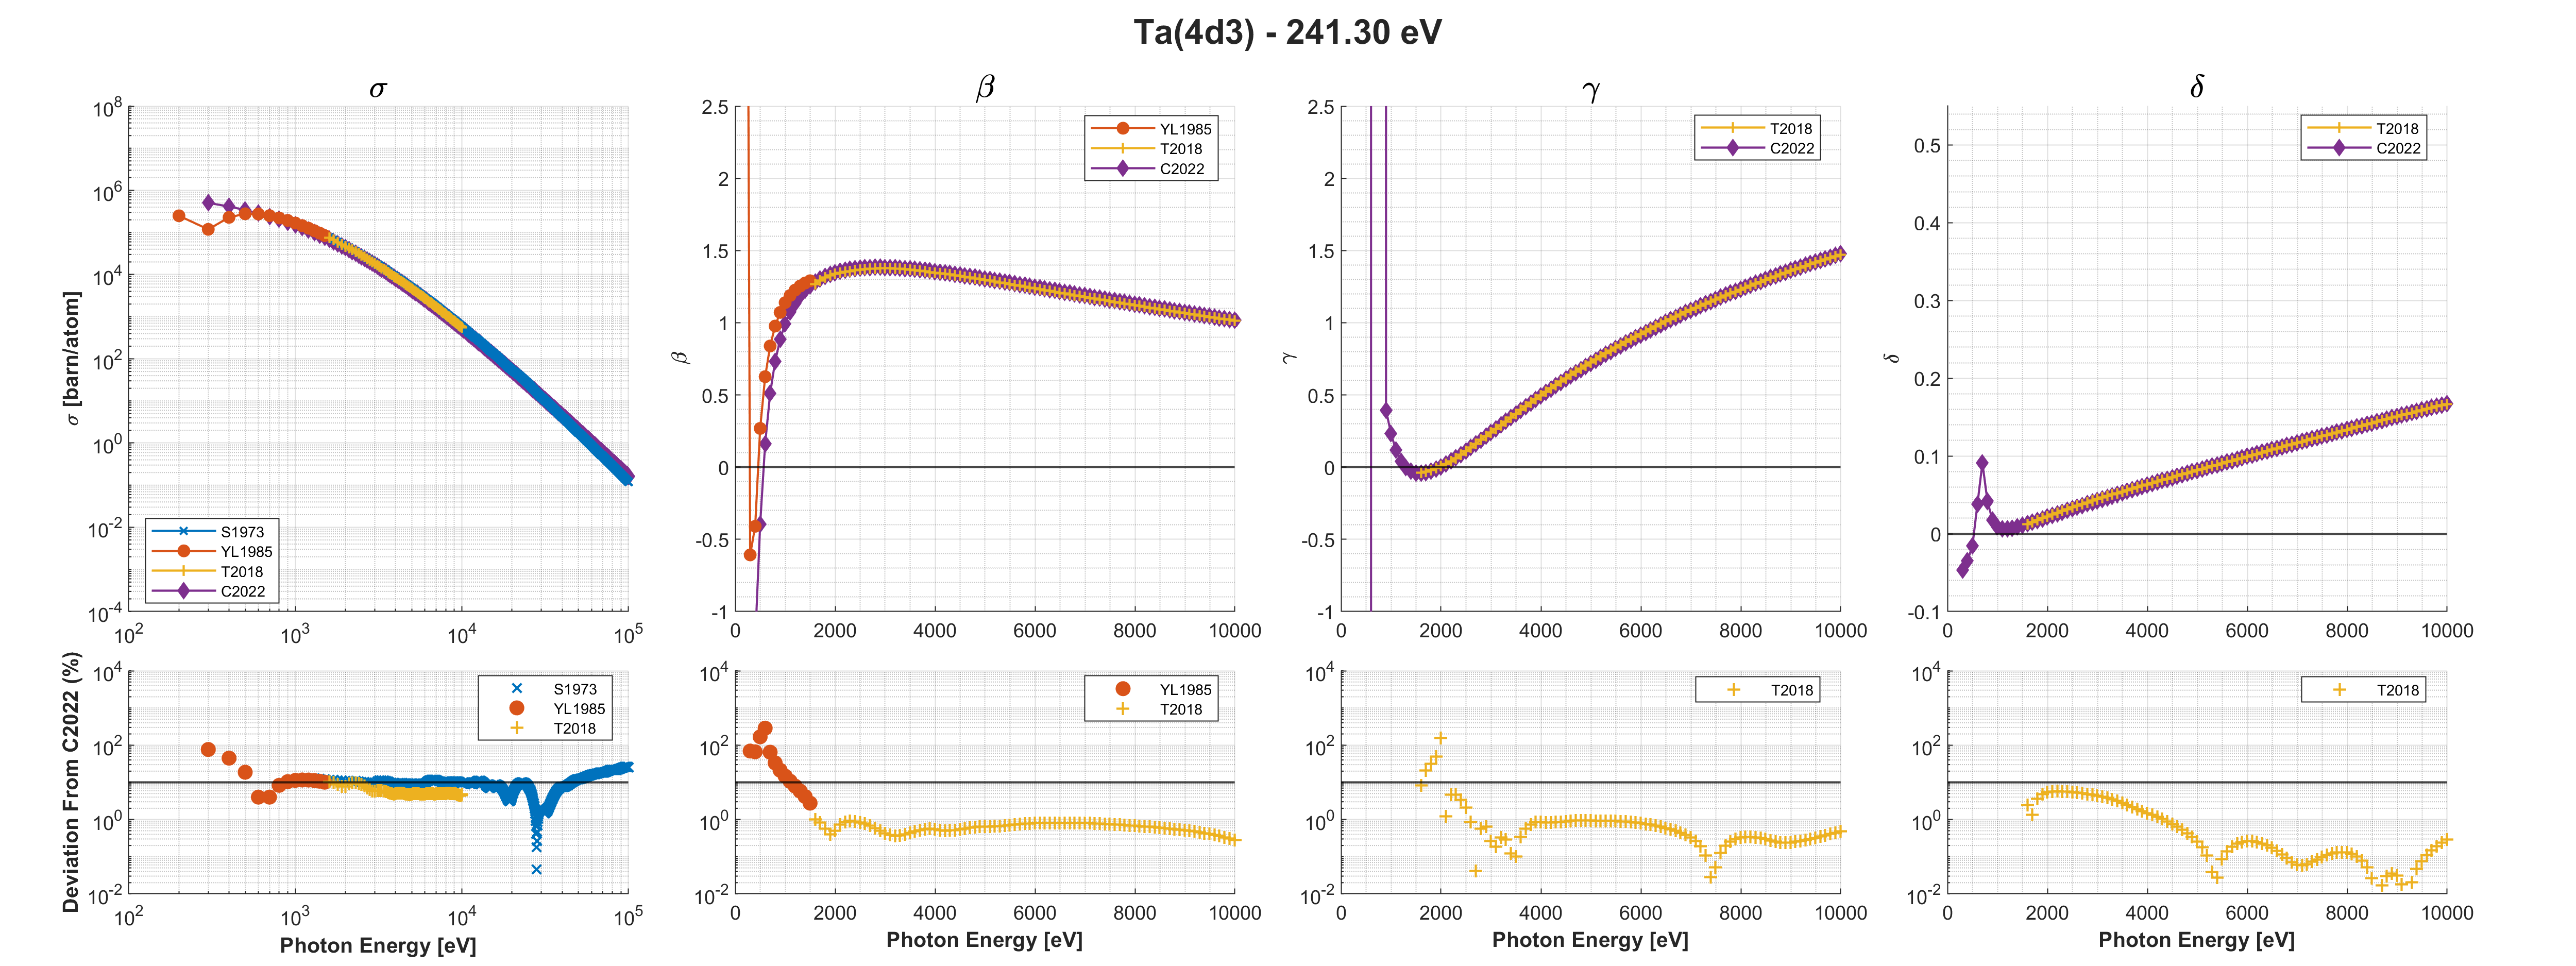 Ta(4d3) - 241.30 eV
σ
σ [barn/atom]
10^8
10^6
10^4
10^2
10^0
10^-2
10^-4
S1973
YL1985
T2018
C2022
10^2 10^3 10^4 10^5
β
β
2.5
2
1.5
1
0.5
0
-0.5
-1
YL1985
T2018
C2022
0 2000 4000 6000 8000 10000
γ
γ
2.5
2
1.5
1
0.5
0
-0.5
-1
T2018
C2022
0 2000 4000 6000 8000 10000
δ
δ
0.5
0.4
0.3
0.2
0.1
0
-0.1
T2018
C2022
0 2000 4000 6000 8000 10000
Deviation From C2022 (%)
10^4
10^2
10^0
10^-2
S1973
YL1985
T2018
10^2 10^3 10^4 10^5
Photon Energy [eV]
10^4
10^2
10^0
10^-2
YL1985
T2018
0 2000 4000 6000 8000 10000
Photon Energy [eV]
10^4
10^2
10^0
10^-2
T2018
0 2000 4000 6000 8000 10000
Photon Energy [eV]
10^4
10^2
10^0
10^-2
T2018
0 2000 4000 6000 8000 10000
Photon Energy [eV]